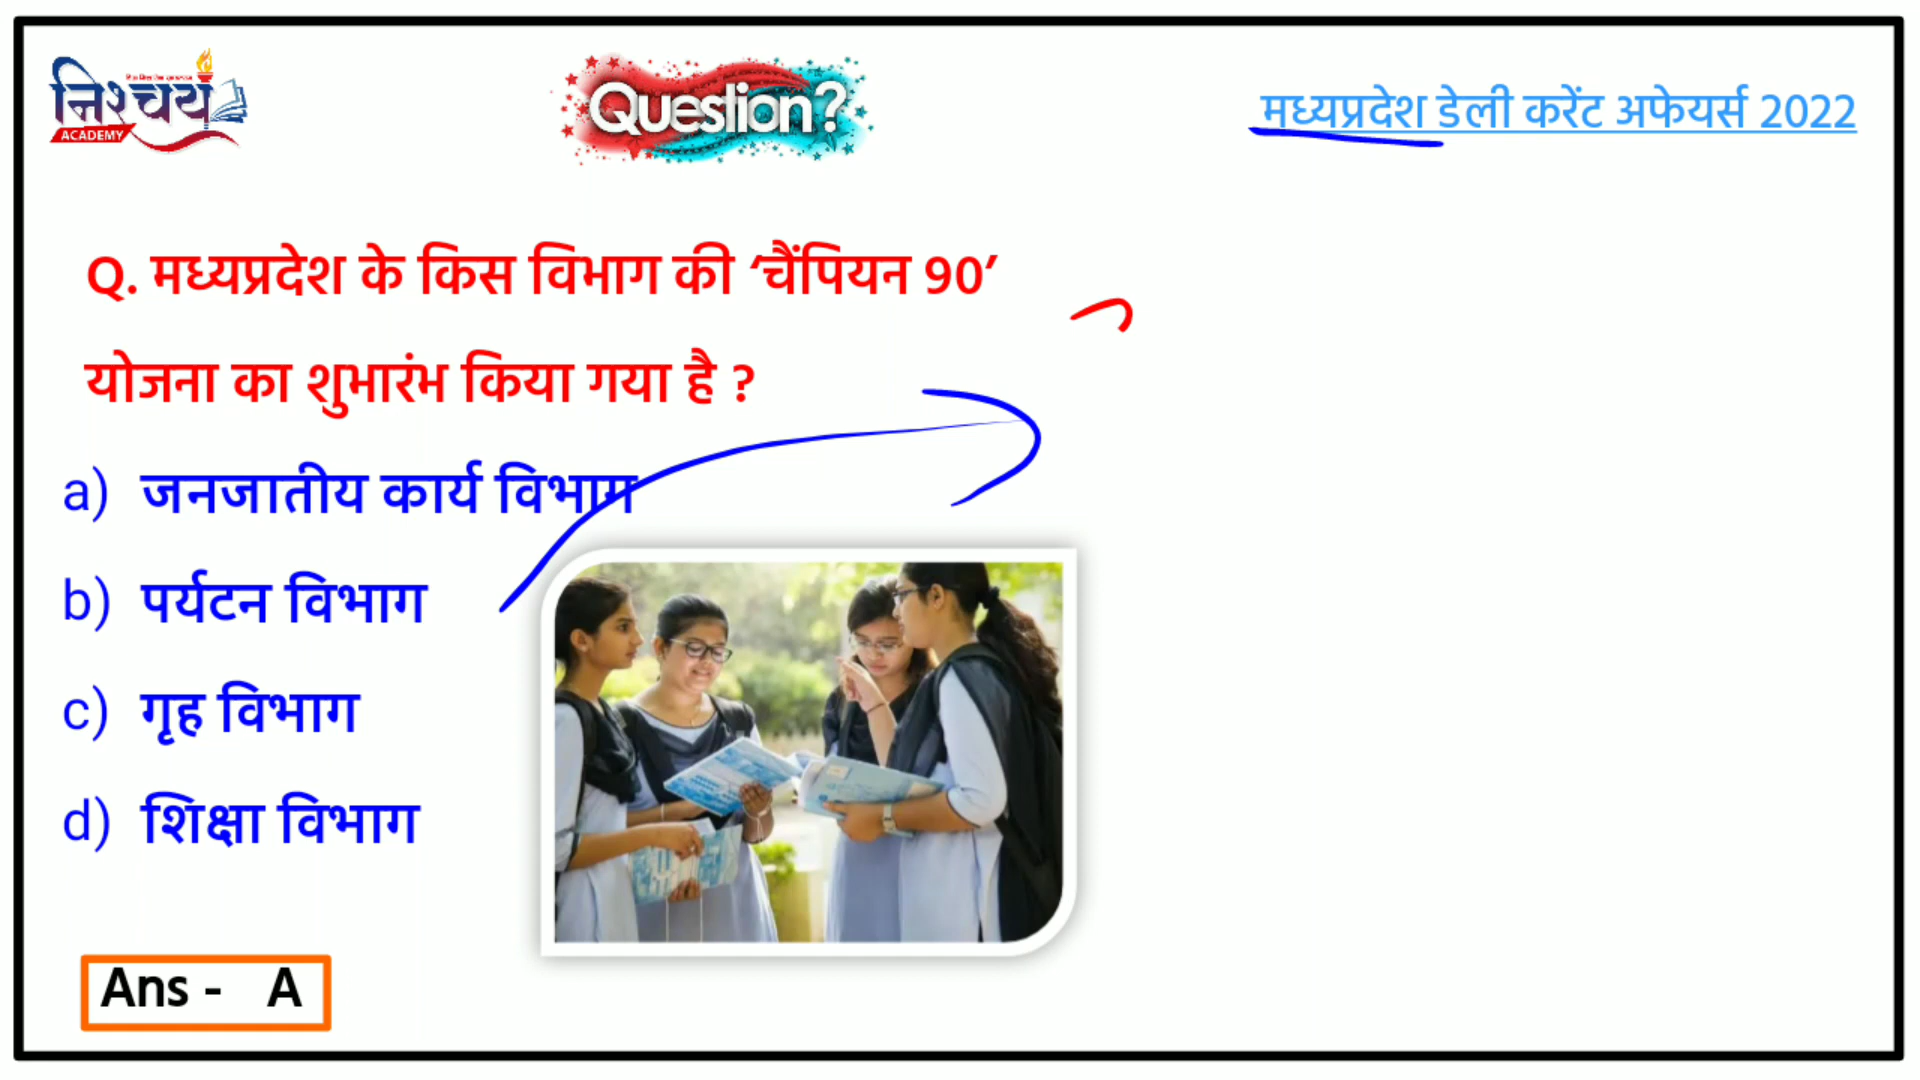 निश्चय
ACADEMY
Question?
मध्यप्रदेश डेली करेंट अफेयर्स 2022
Q. मध्यप्रदेश के किस विभाग की ‘चैंपियन 90’
योजना का शुभारंभ किया गया है ?
a) जनजातीय कार्य विभाग
b) पर्यटन विभाग
c) गृह विभाग
d) शिक्षा विभाग
Ans - A